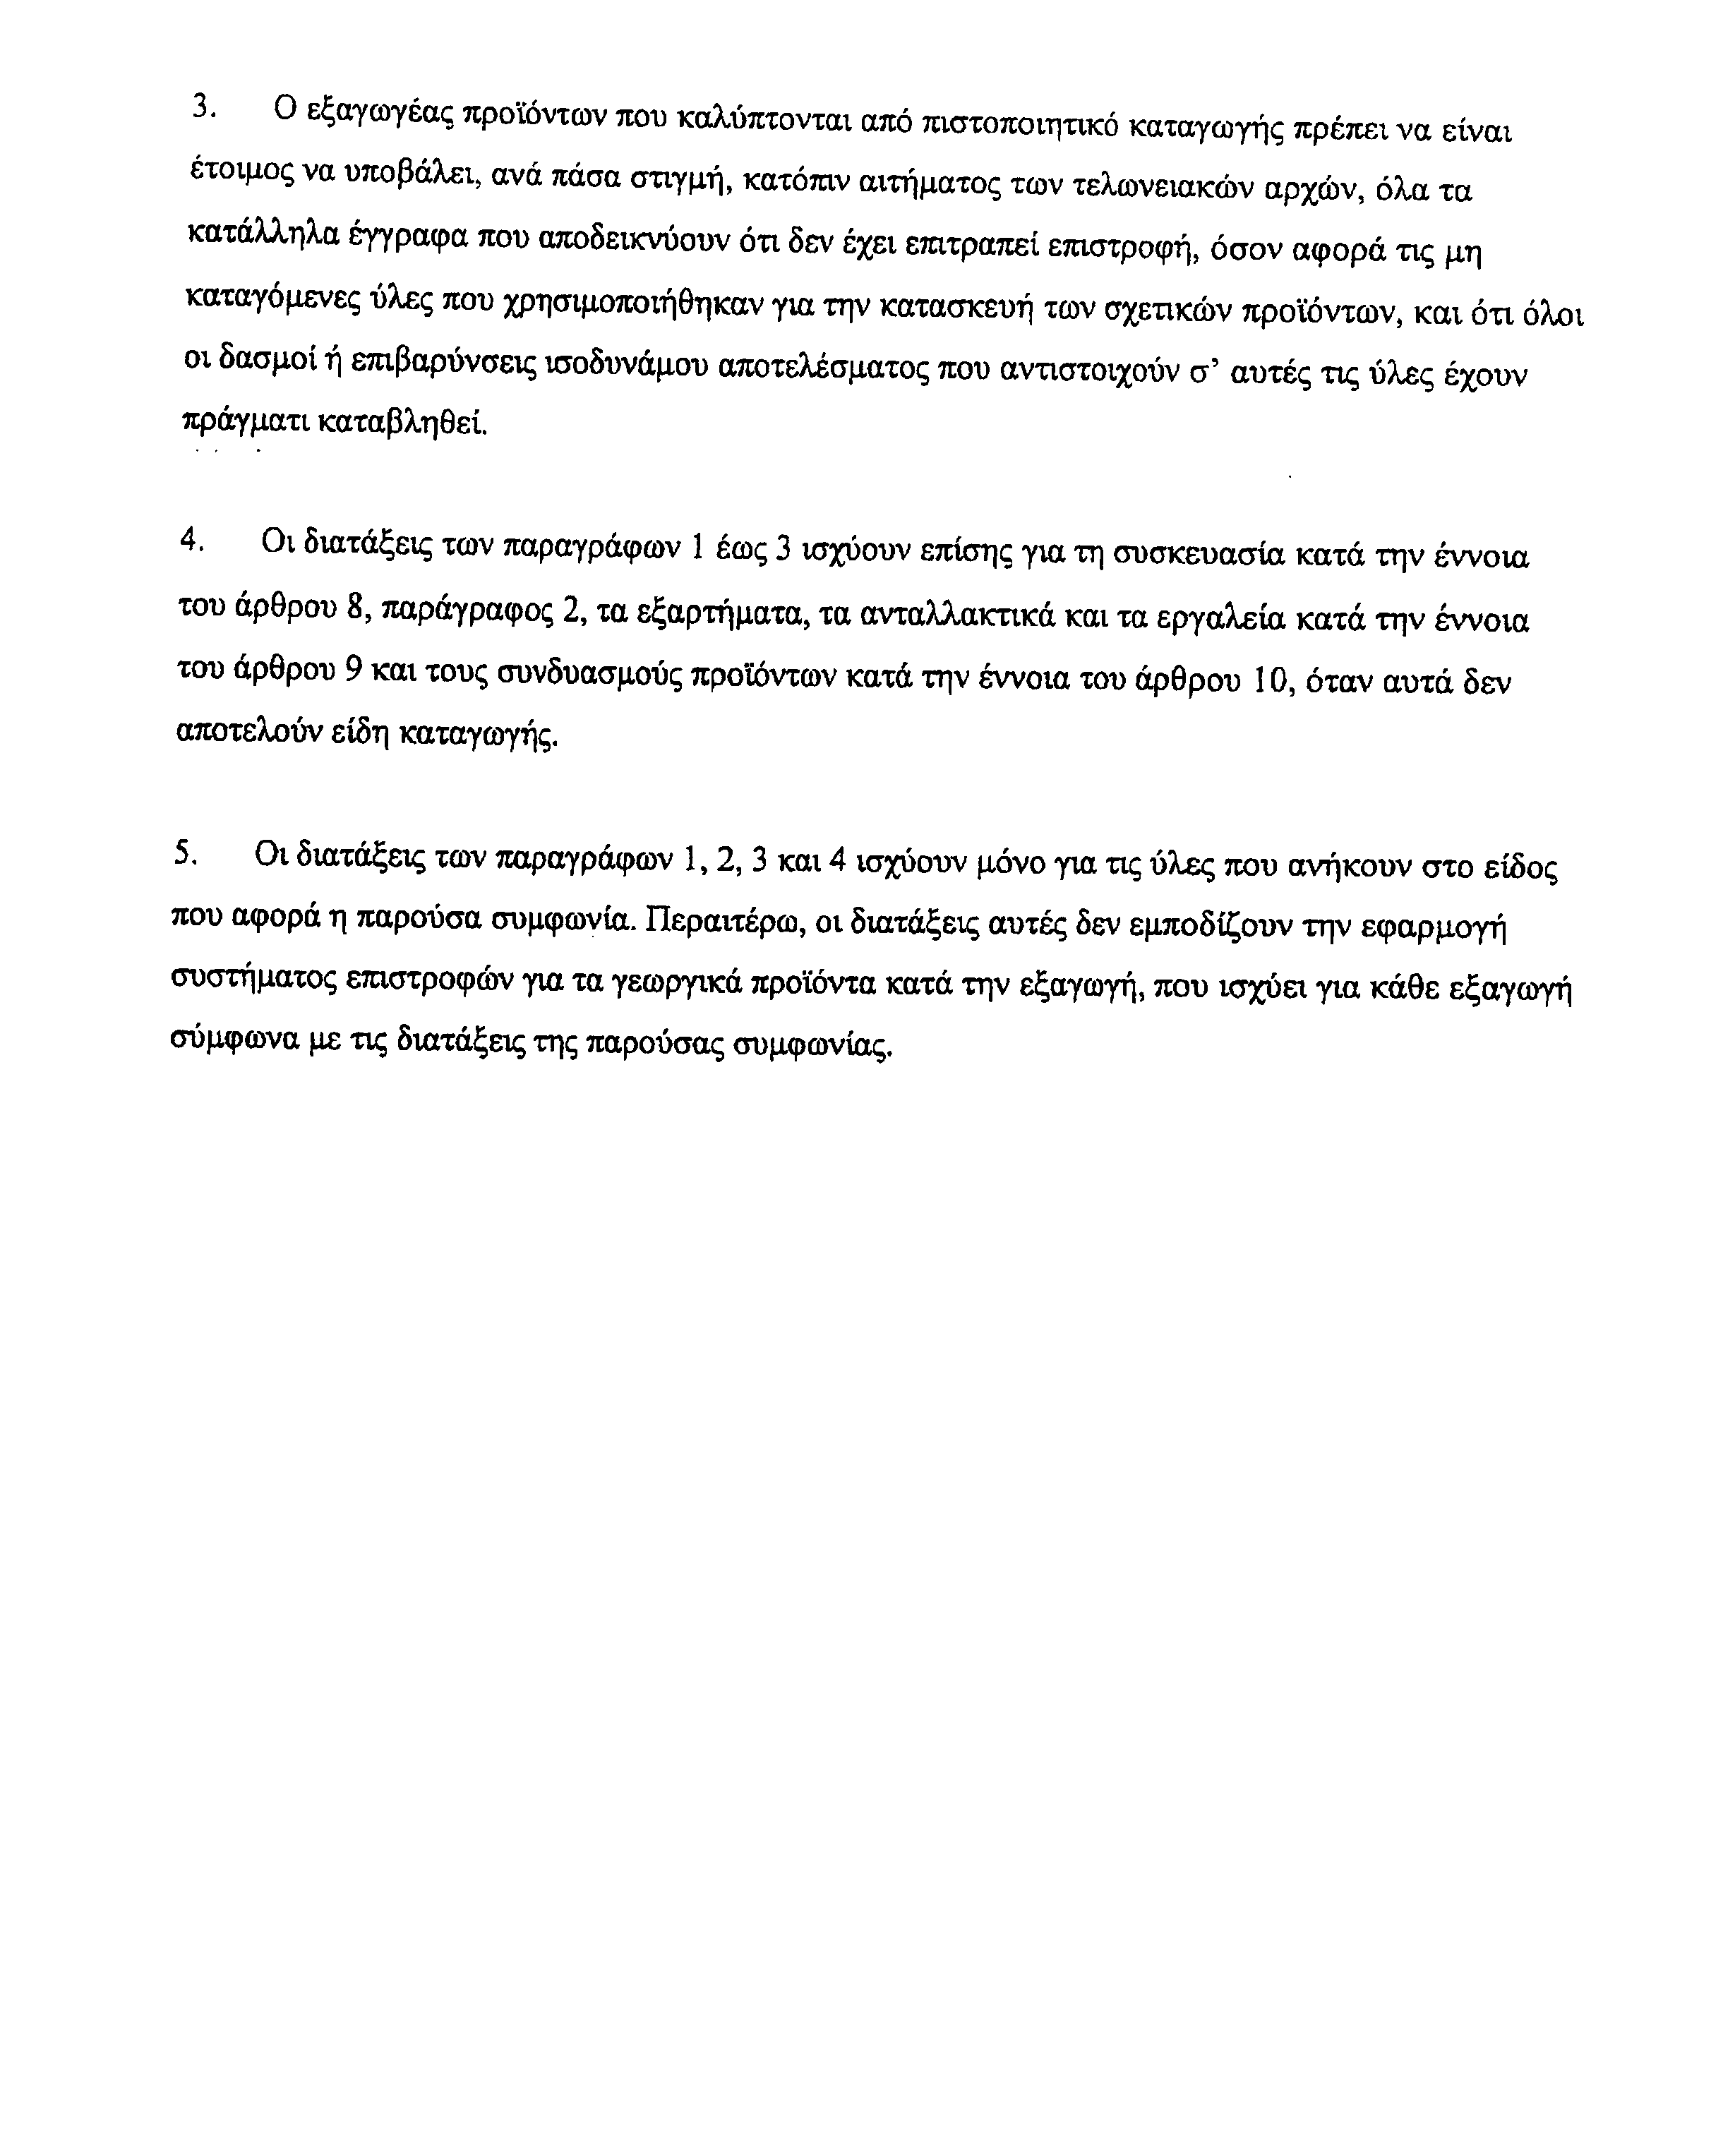 3. Ο εξαγωγέας προϊόντων που καλύπτονται από πιστοποιητικό καταγωγής πρέπει να είναι
έτοιμος να υποβάλει, ανά πάσα στιγμή, κατόπιν αιτήματος των τελωνειακών αρχών, όλα τα
κατάλληλα έγγραφα που αποδεικνύουν ότι δεν έχει επιτραπεί επιστροφή, όσον αφορά τις μη
καταγόμενες ύλες που χρησιμοποιήθηκαν για την κατασκευή των σχετικών προϊόντων, και ότι όλοι
οι δασμοί ή επιβαρύνσεις ισοδυνάμου αποτελέσματος που αντιστοιχούν σ’ αυτές τις ύλες έχουν
πράγματι καταβληθεί.
4. Οι διατάξεις των παραγράφων 1 έως 3 ισχύουν επίσης για τη συσκευασία κατά την έννοια
του άρθρου 8, παράγραφος 2, τα εξαρτήματα, τα ανταλλακτικά και τα εργαλεία κατά την έννοια
του άρθρου 9 και τους συνδυασμούς προϊόντων κατά την έννοια του άρθρου 10, όταν αυτά δεν
αποτελούν είδη καταγωγής.
5. Οι διατάξεις των παραγράφων 1, 2, 3 και 4 ισχύουν μόνο για τις ύλες που ανήκουν στο είδος
που αφορά η παρούσα συμφωνία. Περαιτέρω, οι διατάξεις αυτές δεν εμποδίζουν την εφαρμογή
συστήματος επιστροφών για τα γεωργικά προϊόντα κατά την εξαγωγή, που ισχύει για κάθε εξαγωγή
σύμφωνα με τις διατάξεις της παρούσας συμφωνίας.